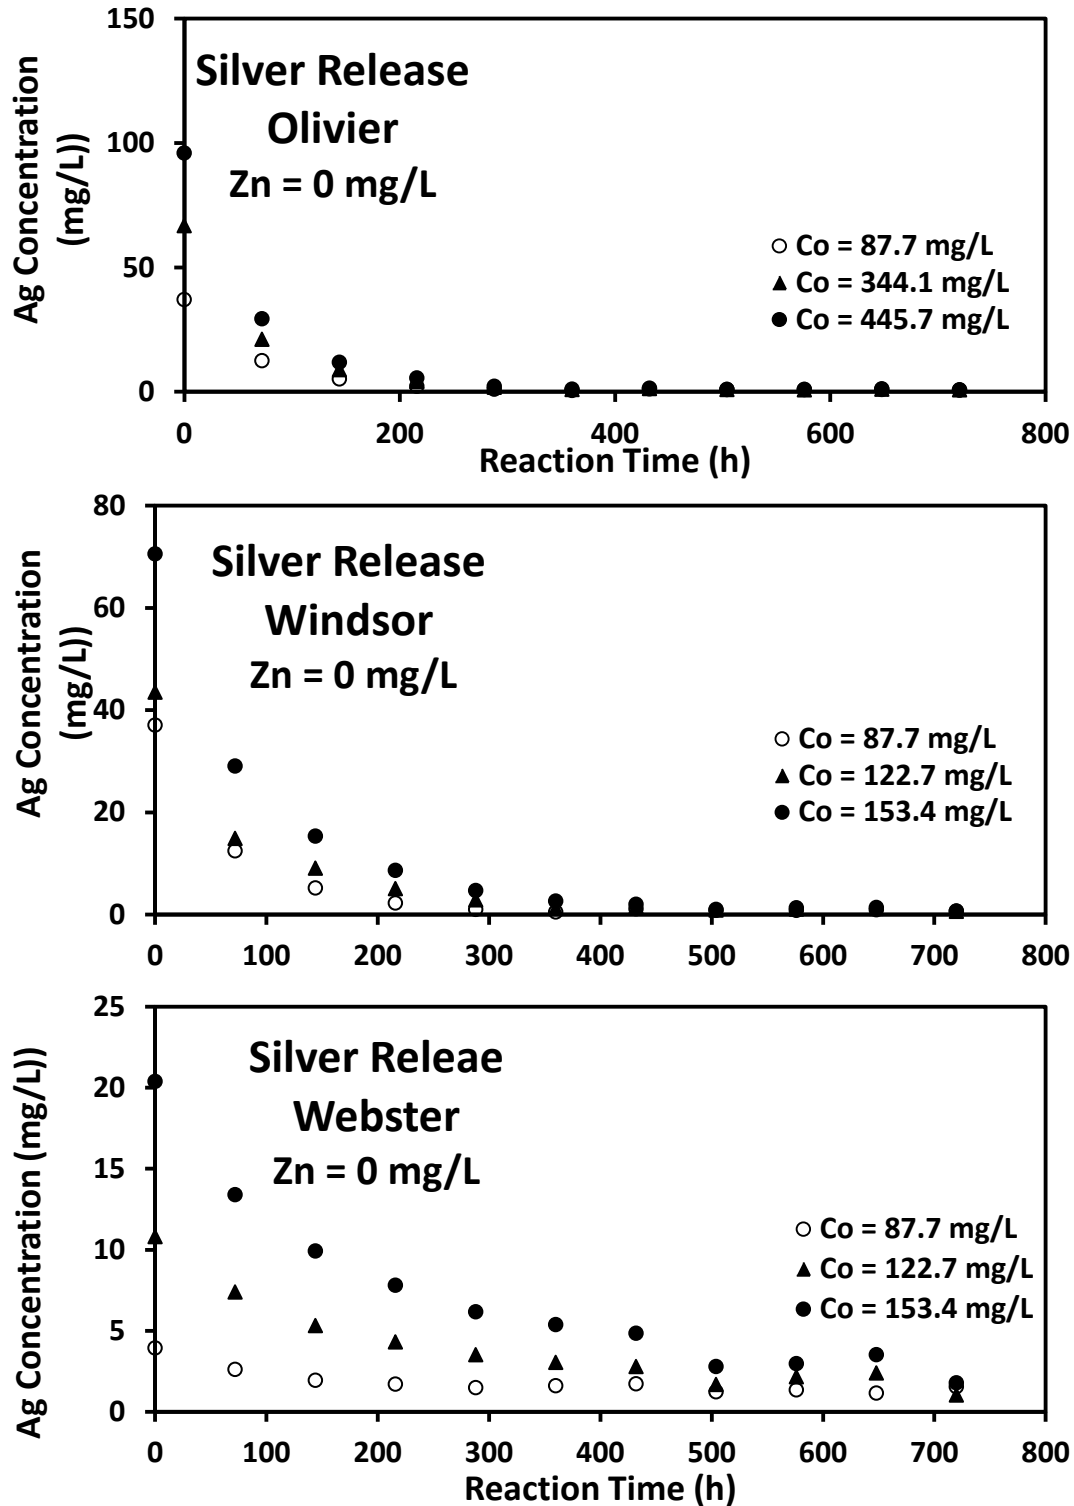 150
100
50
0
Ag Concentration
(mg/L))
Silver Release
Olivier
Zn = 0 mg/L
Co = 87.7 mg/L
Co = 344.1 mg/L
Co = 445.7 mg/L
0 200 400 600 800
Reaction Time (h)
80
60
40
20
0
Ag Concentration
(mg/L))
Silver Release
Windsor
Zn = 0 mg/L
Co = 87.7 mg/L
Co = 122.7 mg/L
Co = 153.4 mg/L
0 100 200 300 400 500 600 700 800
25
20
15
10
5
0
Ag Concentration (mg/L))
Silver Releae
Webster
Zn = 0 mg/L
Co = 87.7 mg/L
Co = 122.7 mg/L
Co = 153.4 mg/L
0 100 200 300 400 500 600 700 800
Reaction Time (h)